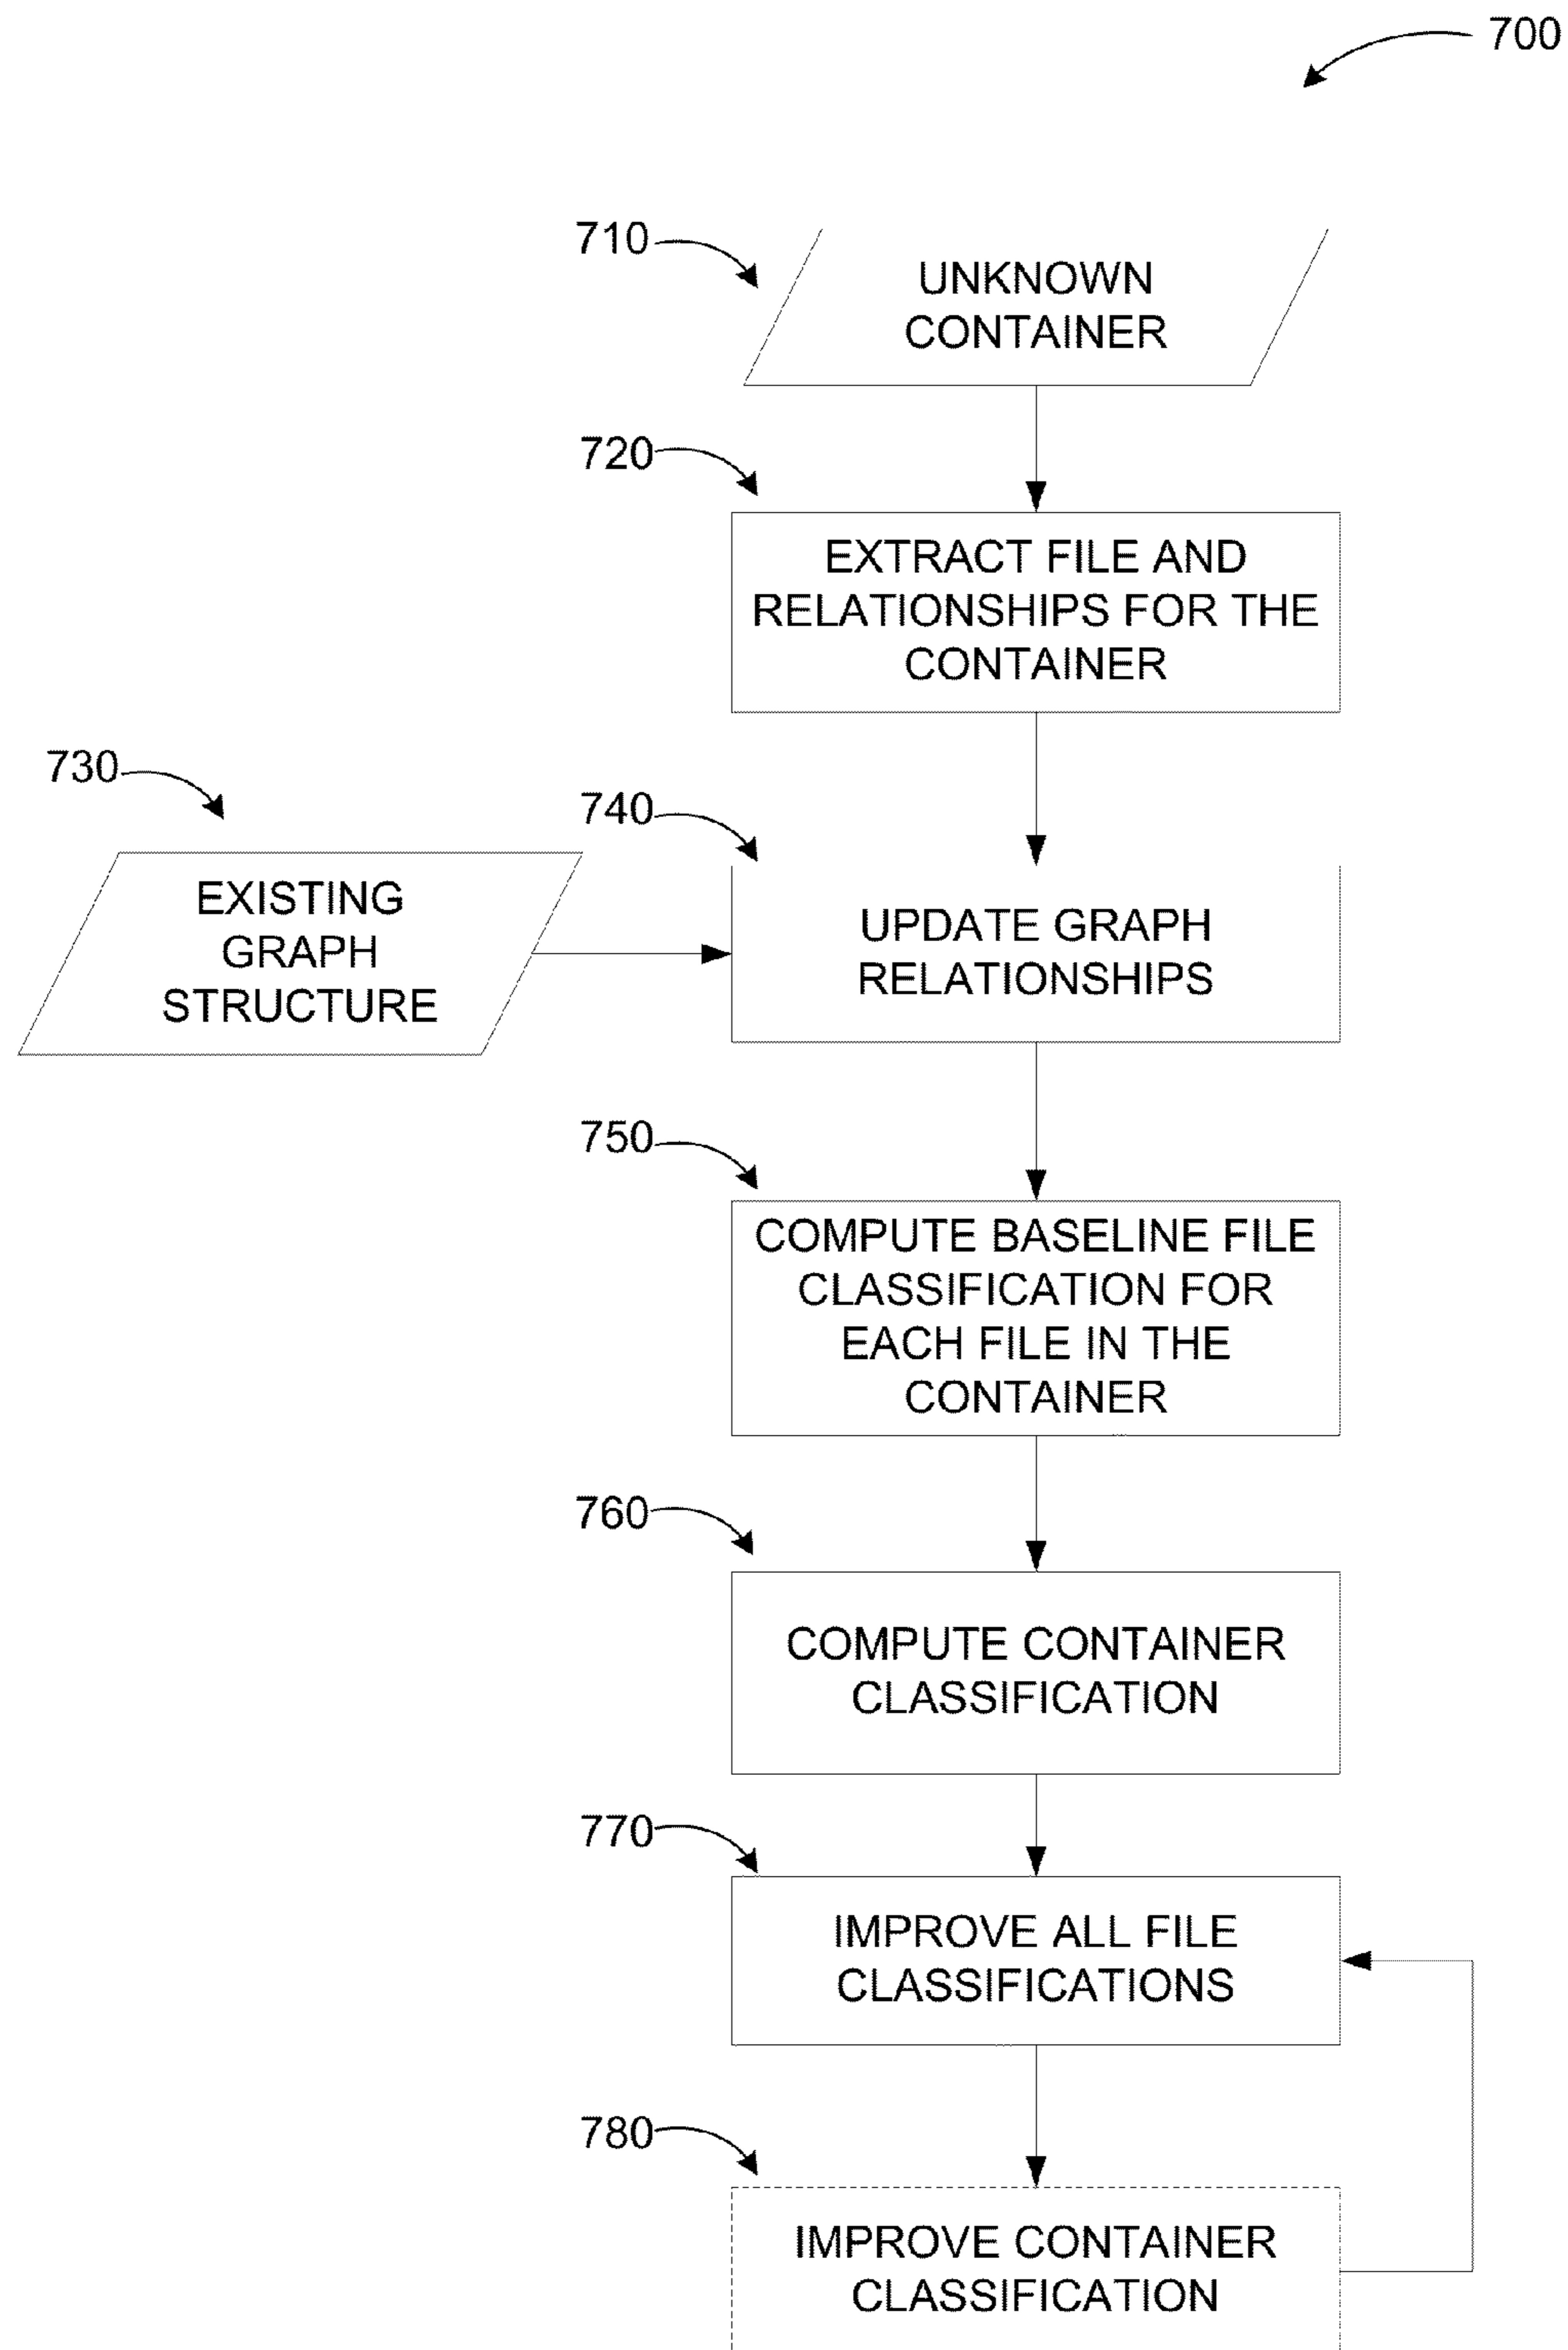 700
710
UNKNOWN
CONTAINER
720
EXTRACT FILE AND
RELATIONSHIPS FOR THE
CONTAINER
730
EXISTING
GRAPH
STRUCTURE
740
UPDATE GRAPH
RELATIONSHIPS
750
COMPUTE BASELINE FILE
CLASSIFICATION FOR
EACH FILE IN THE
CONTAINER
760
COMPUTE CONTAINER
CLASSIFICATION
770
IMPROVE ALL FILE
CLASSIFICATIONS
780
IMPROVE CONTAINER
CLASSIFICATION